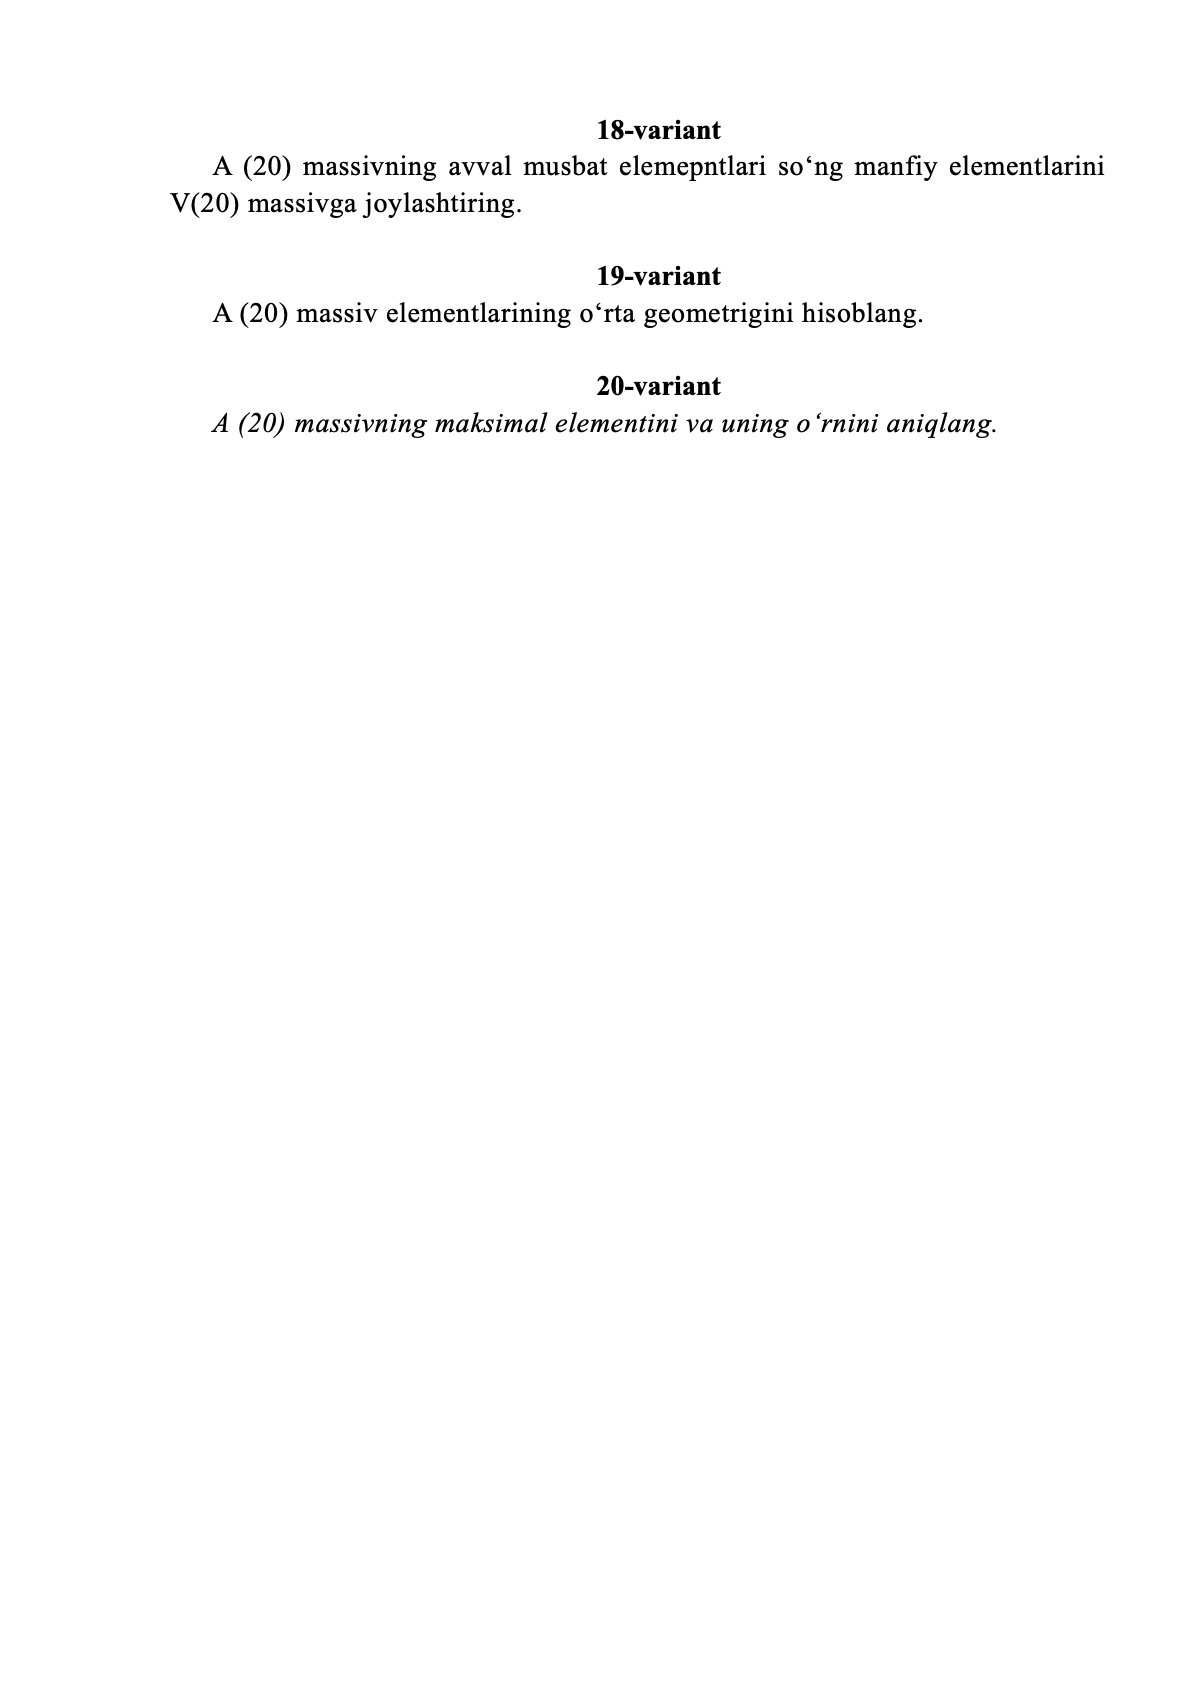 18-variant
A (20) massivning avval musbat elemepntlari so‘ng manfiy elementlarini
V(20) massivga joylashtiring.
19-variant
A (20) massiv elementlarining o‘rta geometrigini hisoblang.
20-variant
A (20) massivning maksimal elementini va uning o‘rnini aniqlang.